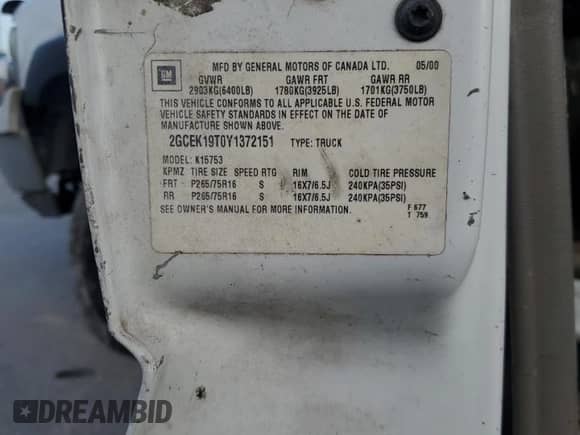 MFD BY GENERAL MOTORS OF CANADA LTD. 05/00
GM GVWR GAWR FRT GAWR RR
2903KG(6400LB) 1780KG(3925LB) 1701KG(3750LB)
THIS VEHICLE CONFORMS TO ALL APPLICABLE U.S. FEDERAL MOTOR
VEHICLE SAFETY STANDARDS IN EFFECT ON THE DATE OF
MANUFACTURE SHOWN ABOVE.
2GCEK19T0Y1372151 TYPE: TRUCK
MODEL: K15753
KPMZ TIRE SIZE SPEED RTG RIM COLD TIRE PRESSURE
FRT P265/75R16 S 16X7/6.5J 240KPA(35PSI)
RR P265/75R16 S 16X7/6.5J 240KPA(35PSI)
SEE OWNER'S MANUAL FOR MORE INFORMATION. F 677
T 759
DREAMBID